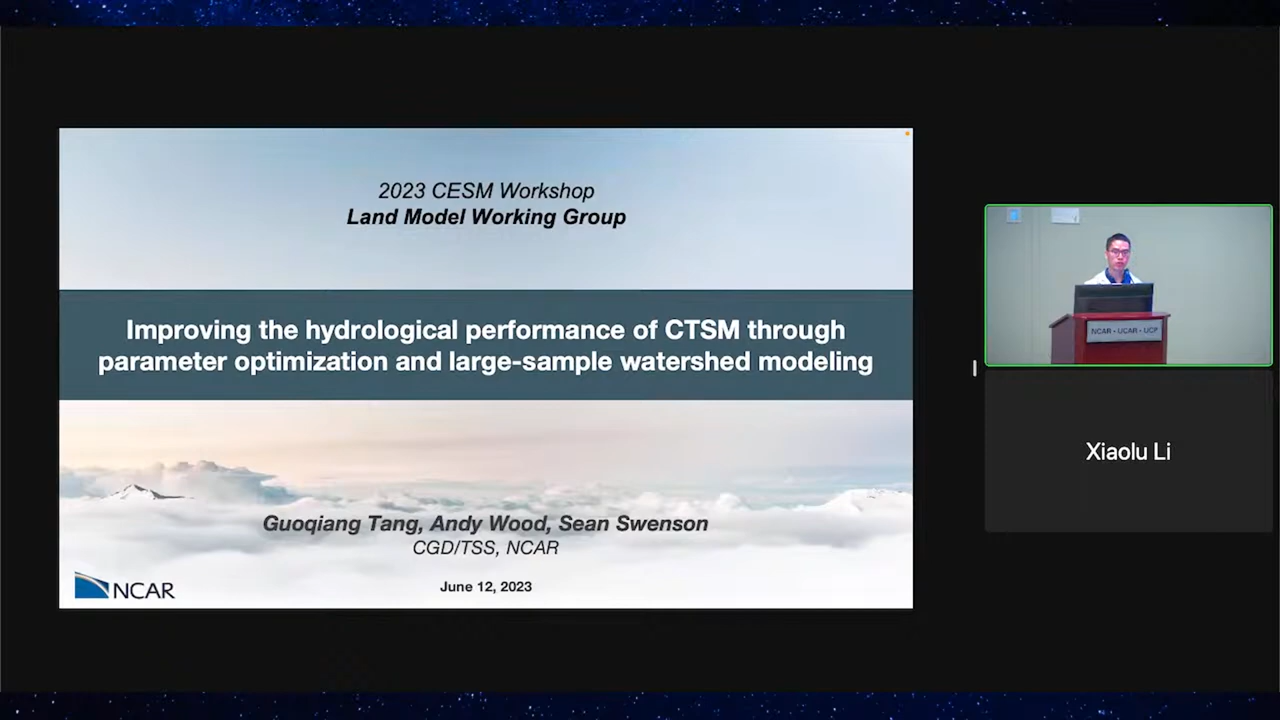 2023 CESM Workshop
Land Model Working Group
Improving the hydrological performance of CTSM through
parameter optimization and large-sample watershed modeling
Guoqiang Tang, Andy Wood, Sean Swenson
CGD/TSS, NCAR
June 12, 2023
NCAR
NCAR - UCAR - UCP
Xiaolu Li